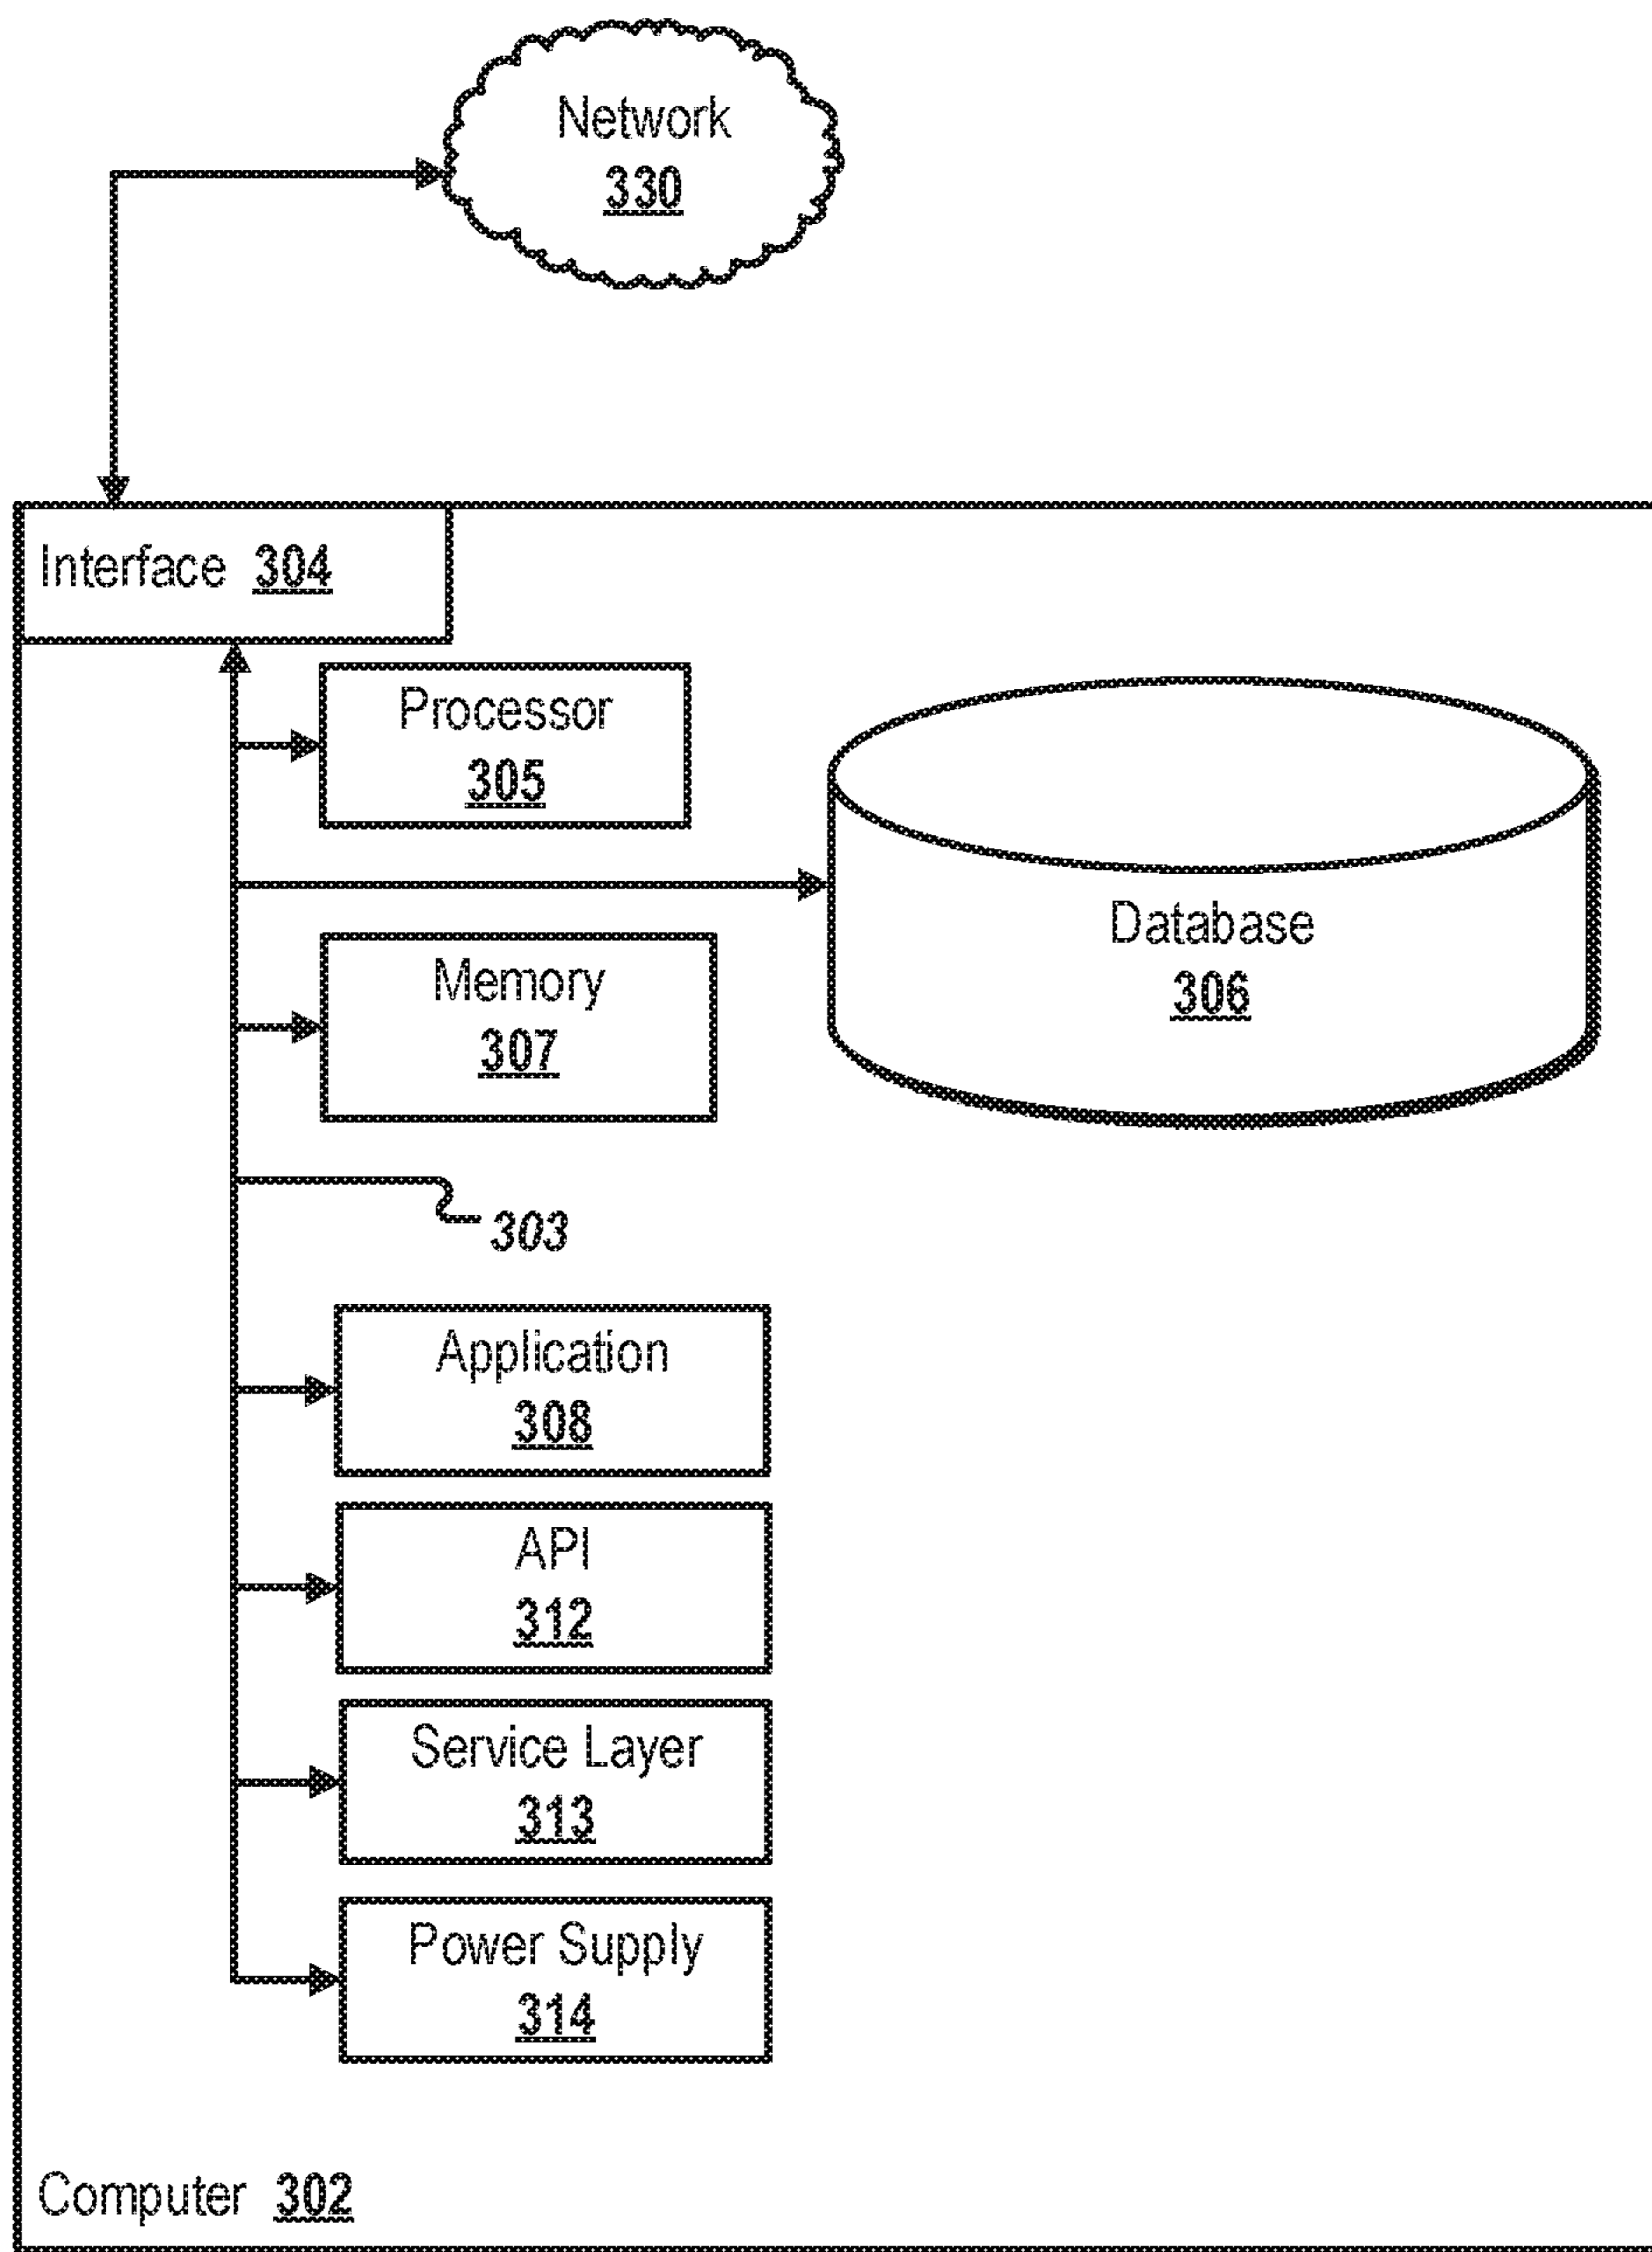 Network
330
Interface 304
Processor
305
Database
306
Memory
307
303
Application
308
API
312
Service Layer
313
Power Supply
314
Computer 302